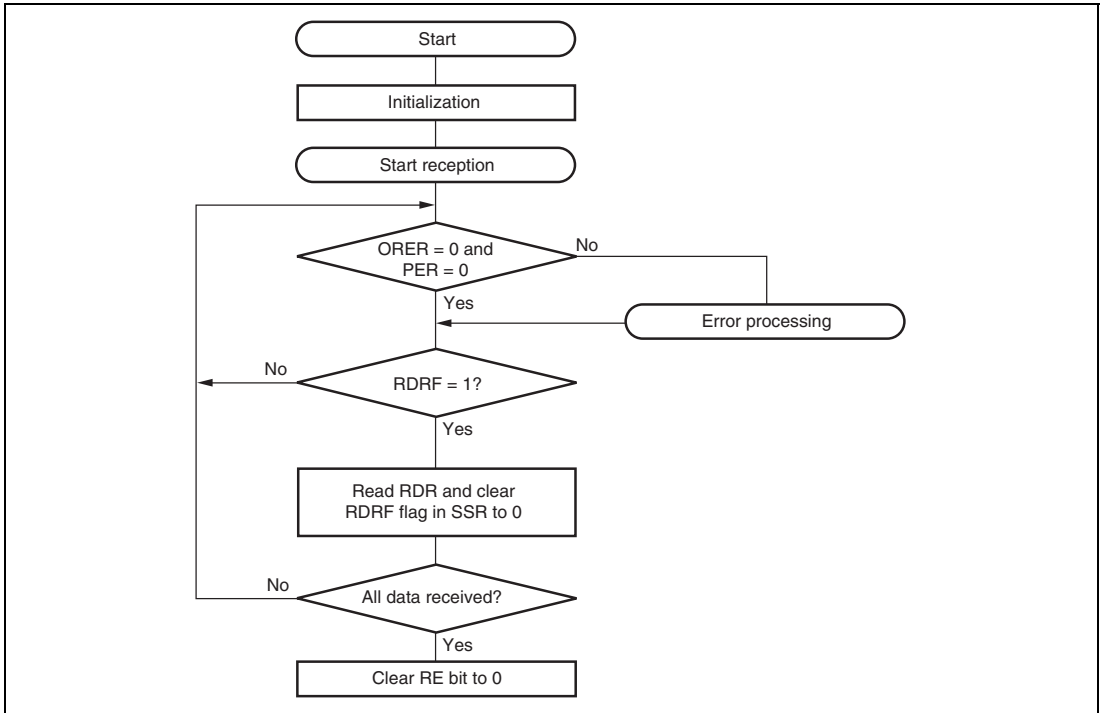 Start
Initialization
Start reception
ORER = 0 and
PER = 0
No
Yes
Error processing
No
RDRF = 1?
Yes
Read RDR and clear
RDRF flag in SSR to 0
No
All data received?
Yes
Clear RE bit to 0